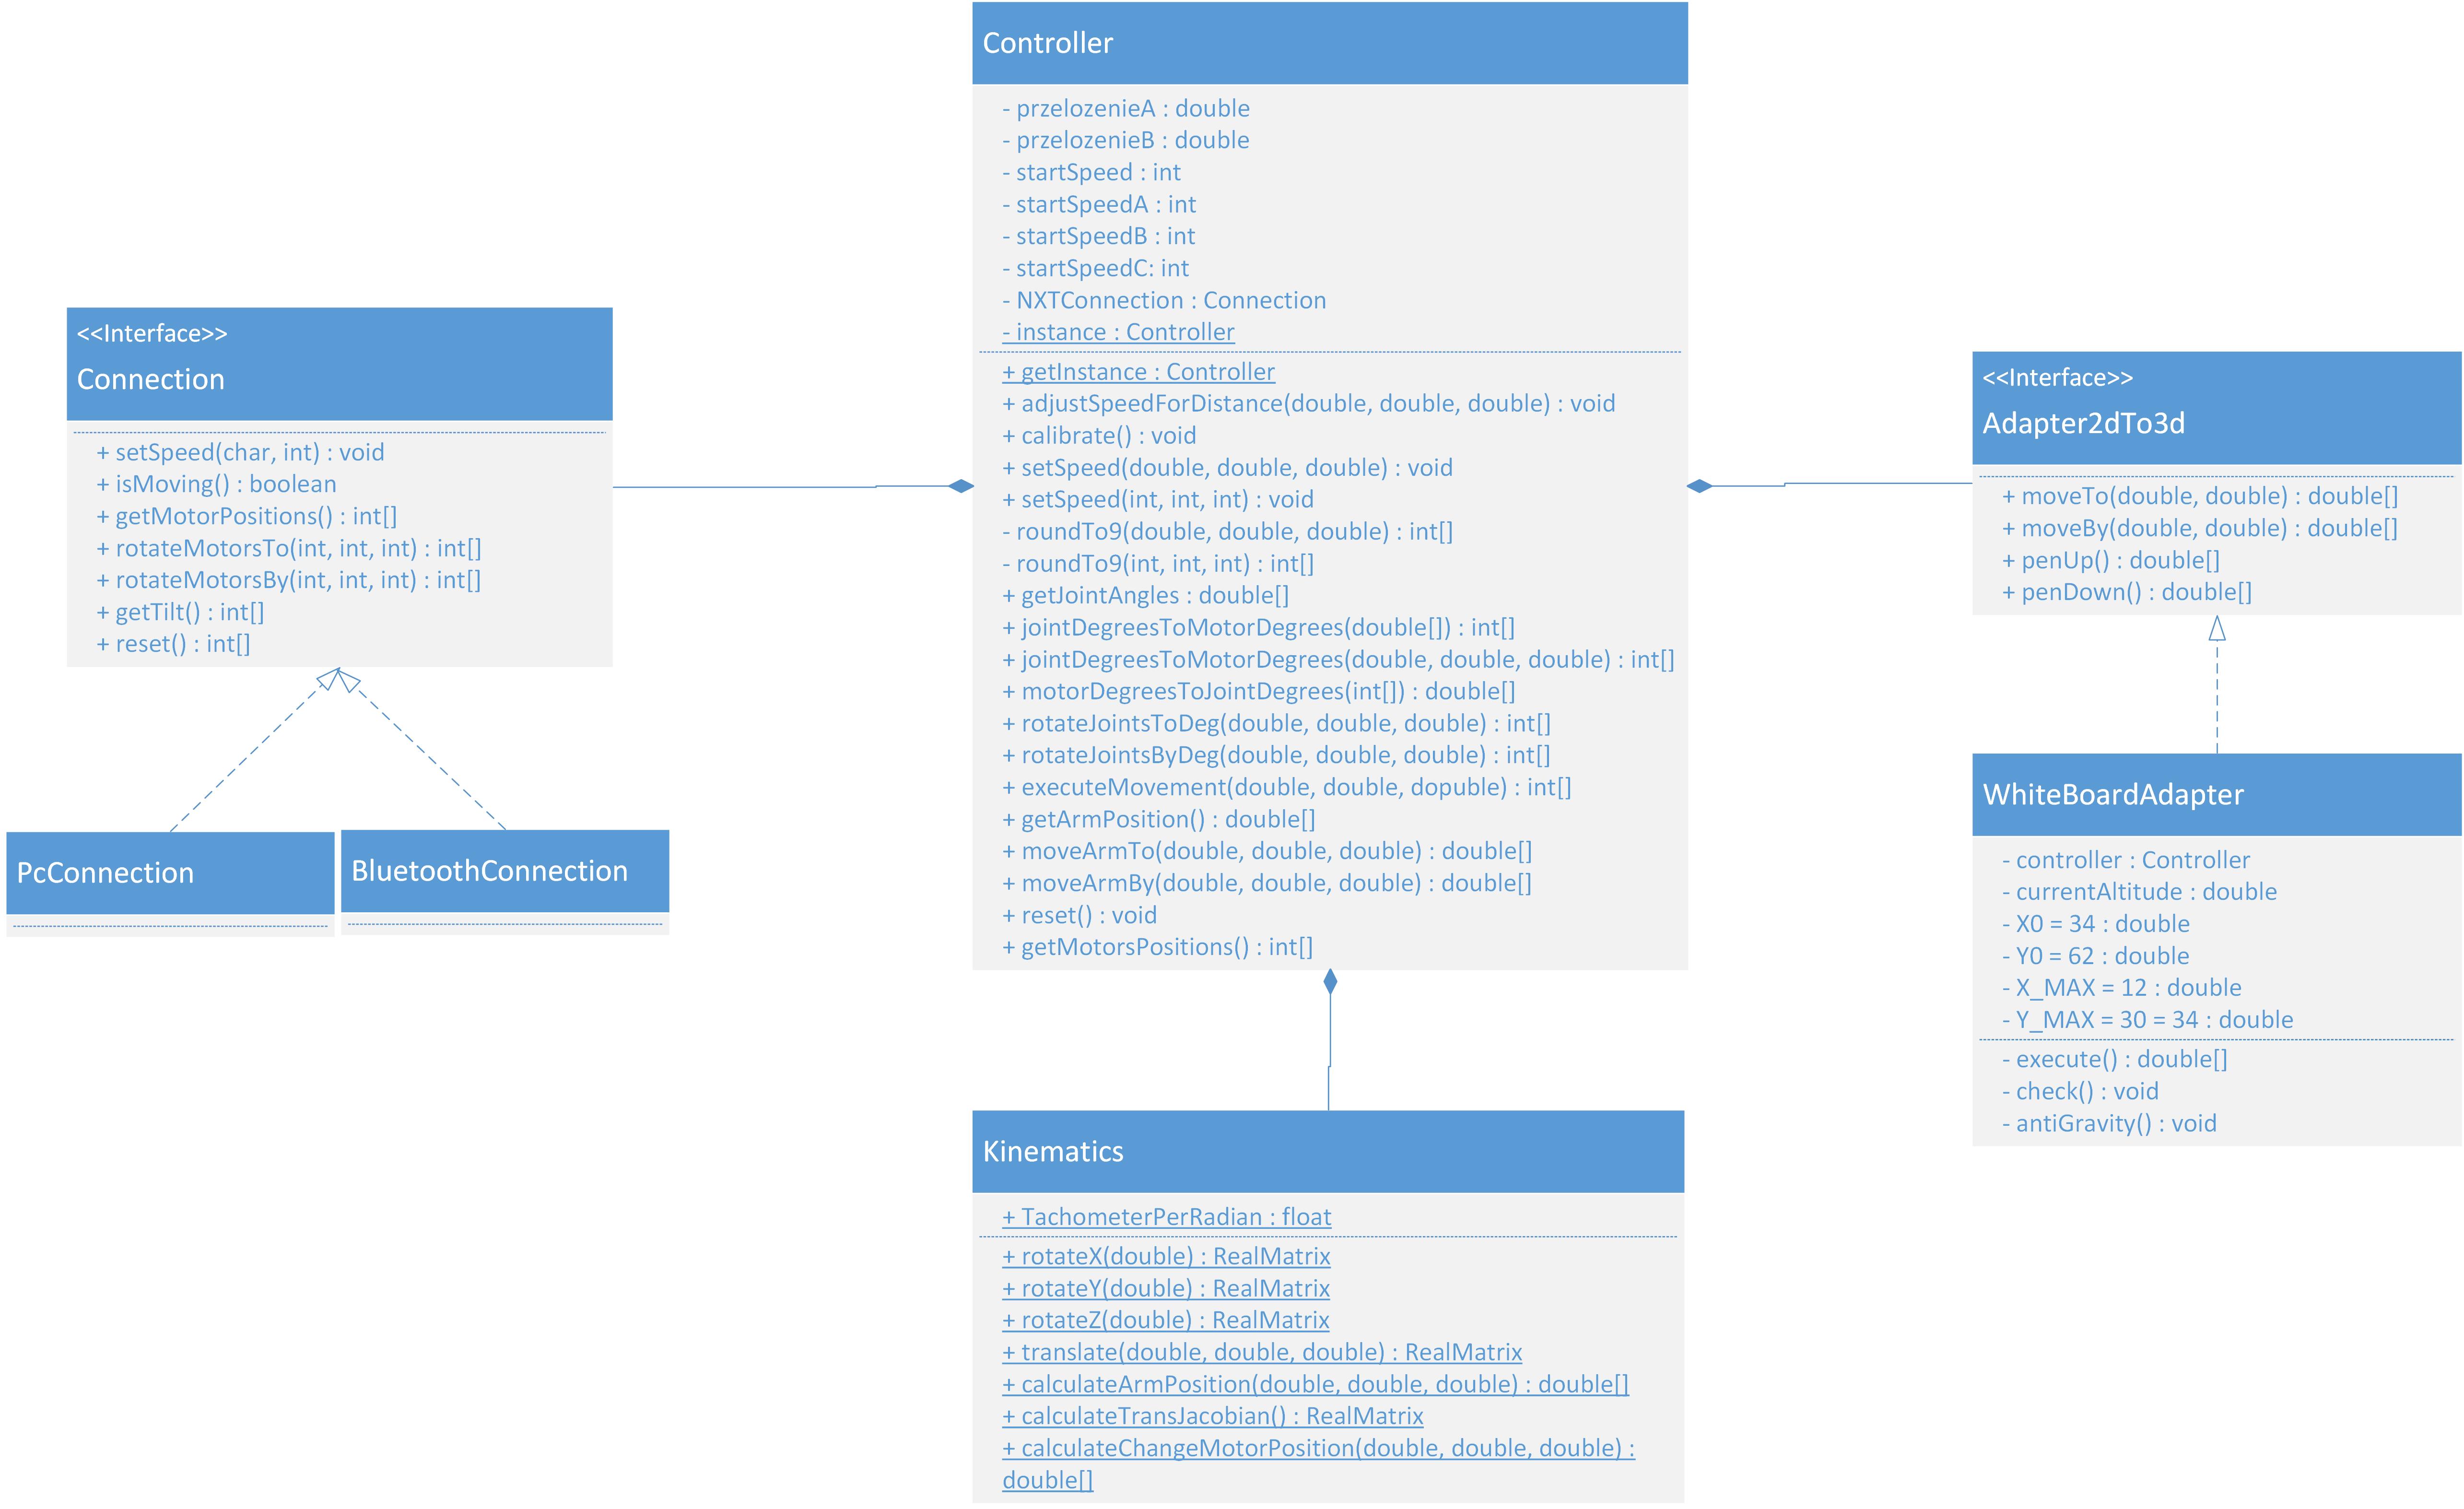 Controller
- przelozenieA : double
- przelozenieB : double
- startSpeed : int
- startSpeedA : int
- startSpeedB : int
- startSpeedC: int
- NXTConnection : Connection
- instance : Controller
+ getInstance : Controller
+ adjustSpeedForDistance(double, double, double) : void
+ calibrate() : void
+ setSpeed(double, double, double) : void
+ setSpeed(int, int, int) : void
- roundTo9(double, double, double) : int[]
- roundTo9(int, int, int) : int[]
+ getJointAngles : double[]
+ jointDegreesToMotorDegrees(double[]) : int[]
+ jointDegreesToMotorDegrees(double, double, double) : int[]
+ motorDegreesToJointDegrees(int[]) : double[]
+ rotateJointsToDeg(double, double, double) : int[]
+ rotateJointsByDeg(double, double, double) : int[]
+ executeMovement(double, double, dopuble) : int[]
+ getArmPosition() : double[]
+ moveArmTo(double, double, double) : double[]
+ moveArmBy(double, double, double) : double[]
+ reset() : void
+ getMotorsPositions() : int[]
<<Interface>>
Connection
+ setSpeed(char, int) : void
+ isMoving() : boolean
+ getMotorPositions() : int[]
+ rotateMotorsTo(int, int, int) : int[]
+ rotateMotorsBy(int, int, int) : int[]
+ getTilt() : int[]
+ reset() : int[]
PcConnection
BluetoothConnection
<<Interface>>
Adapter2dTo3d
+ moveTo(double, double) : double[]
+ moveBy(double, double) : double[]
+ penUp() : double[]
+ penDown() : double[]
WhiteBoardAdapter
- controller : Controller
- currentAltitude : double
- X0 = 34 : double
- Y0 = 62 : double
- X_MAX = 12 : double
- Y_MAX = 30 = 34 : double
- execute() : double[]
- check() : void
- antiGravity() : void
Kinematics
+ TachometerPerRadian : float
+ rotateX(double) : RealMatrix
+ rotateY(double) : RealMatrix
+ rotateZ(double) : RealMatrix
+ translate(double, double, double) : RealMatrix
+ calculateArmPosition(double, double, double) : double[]
+ calculateTransJacobian() : RealMatrix
+ calculateChangeMotorPosition(double, double, double) :
double[]